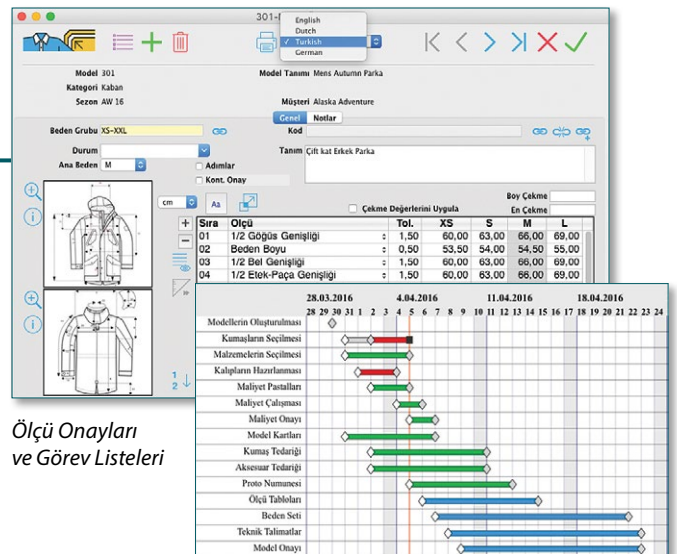 301-
English
Dutch
✓ Turkish
German
Model 301
Model Tanımı Mens Autumn Parka
Kategori Kaban
Sezon AW 16
Müşteri Alaska Adventure
Genel Notlar
Beden Grubu XS-XXL
Kod
Durum
Tanım Çift kat Erkek Parka
Ana Beden M
Adımlar
Kont. Onay
cm
Aa
Çekme Değerlerini Uygula
Boy Çekme
En Çekme
Sıra Ölçü Tol. XS S M L
01 1/2 Göğüs Genişliği 1,50 60,00 63,00 66,00 69,00
02 Beden Boyu 0,50 53,50 54,00 54,50 55,00
03 1/2 Bel Genişliği 1,50 60,00 63,00 66,00 69,00
04 1/2 Etek-Paça Genişliği 1,50 60,00 63,00 66,00 69,00
1
2
Ölçü Onayları
ve Görev Listeleri
28.03.2016 4.04.2016 11.04.2016 18.04.2016
28 29 30 31 1 2 3 4 5 6 7 8 9 10 11 12 13 14 15 16 17 18 19 20 21 22 23 24
Modellerin Oluşturulması
Kumaşların Seçilmesi
Malzemelerin Seçilmesi
Kalıpların Hazırlanması
Maliyet Pastalları
Maliyet Çalışması
Maliyet Onayı
Model Kartları
Kumaş Tedariği
Aksesuar Tedariği
Proto Numunesi
Ölçü Tabloları
Beden Seti
Teknik Talimatlar
Model Onayı